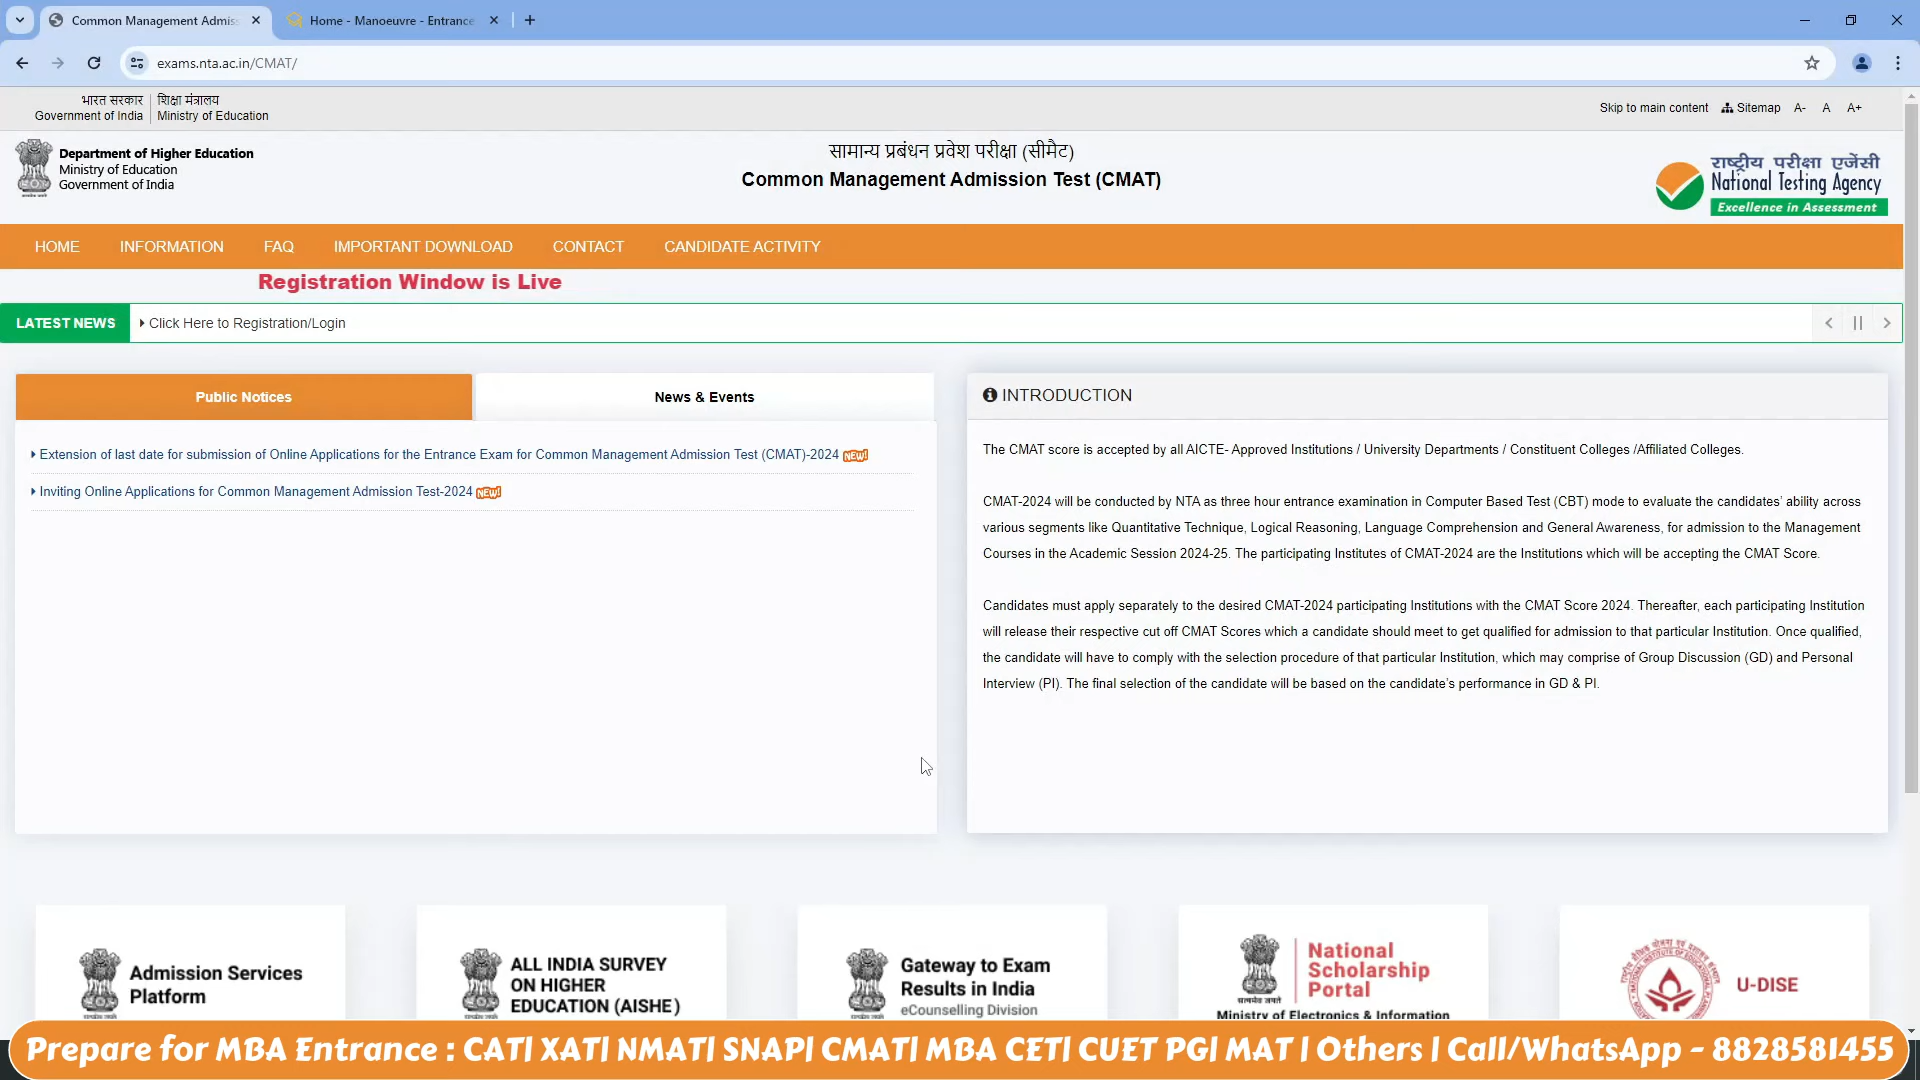 Common Management Admis
Home - Manoeuvre - Entrance
exams.nta.ac.in/CMAT/
भारत सरकार
शिक्षा मंत्रालय
Government of India
Ministry of Education
Skip to main content
Sitemap
A-
A
A+
Department of Higher Education
Ministry of Education
Government of India
सामान्य प्रबंधन प्रवेश परीक्षा (सीमैट)
Common Management Admission Test (CMAT)
राष्ट्रीय परीक्षा एजेंसी
National Testing Agency
Excellence in Assessment
HOME
INFORMATION
FAQ
IMPORTANT DOWNLOAD
CONTACT
CANDIDATE ACTIVITY
Registration Window is Live
LATEST NEWS
Click Here to Registration/Login
Public Notices
News & Events
Extension of last date for submission of Online Applications for the Entrance Exam for Common Management Admission Test (CMAT)-2024 NEW!
Inviting Online Applications for Common Management Admission Test-2024 NEW!
INTRODUCTION
The CMAT score is accepted by all AICTE- Approved Institutions / University Departments / Constituent Colleges /Affiliated Colleges.
CMAT-2024 will be conducted by NTA as three hour entrance examination in Computer Based Test (CBT) mode to evaluate the candidates' ability across
various segments like Quantitative Technique, Logical Reasoning, Language Comprehension and General Awareness, for admission to the Management
Courses in the Academic Session 2024-25. The participating Institutes of CMAT-2024 are the Institutions which will be accepting the CMAT Score.
Candidates must apply separately to the desired CMAT-2024 participating Institutions with the CMAT Score 2024. Thereafter, each participating Institution
will release their respective cut off CMAT Scores which a candidate should meet to get qualified for admission to that particular Institution. Once qualified,
the candidate will have to comply with the selection procedure of that particular Institution, which may comprise of Group Discussion (GD) and Personal
Interview (PI). The final selection of the candidate will be based on the candidate's performance in GD & PI.
Admission Services
Platform
ALL INDIA SURVEY
ON HIGHER
EDUCATION (AISHE)
Gateway to Exam
Results in India
eCounselling Division
National
Scholarship
Portal
Ministry of Electronics & Information
U-DISE
Prepare for MBA Entrance : CAT| XAT| NMAT| SNAP| CMAT| MBA CET| CUET PG| MAT | Others | Call/WhatsApp - 8828581455